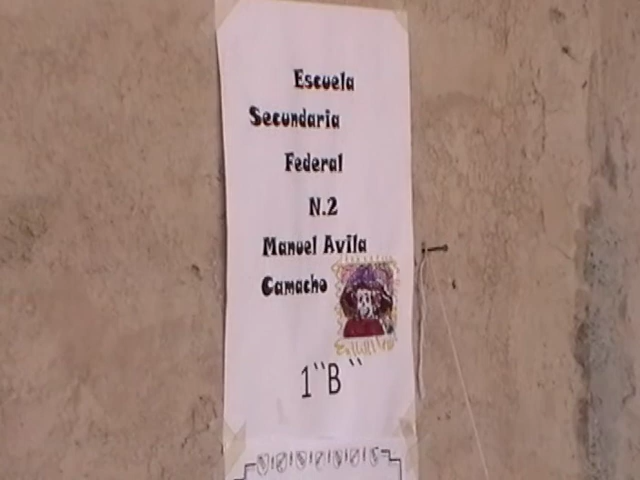 Escuela
Secundaria
Federal
N.2
Manuel Avila
Camacho
1"B"